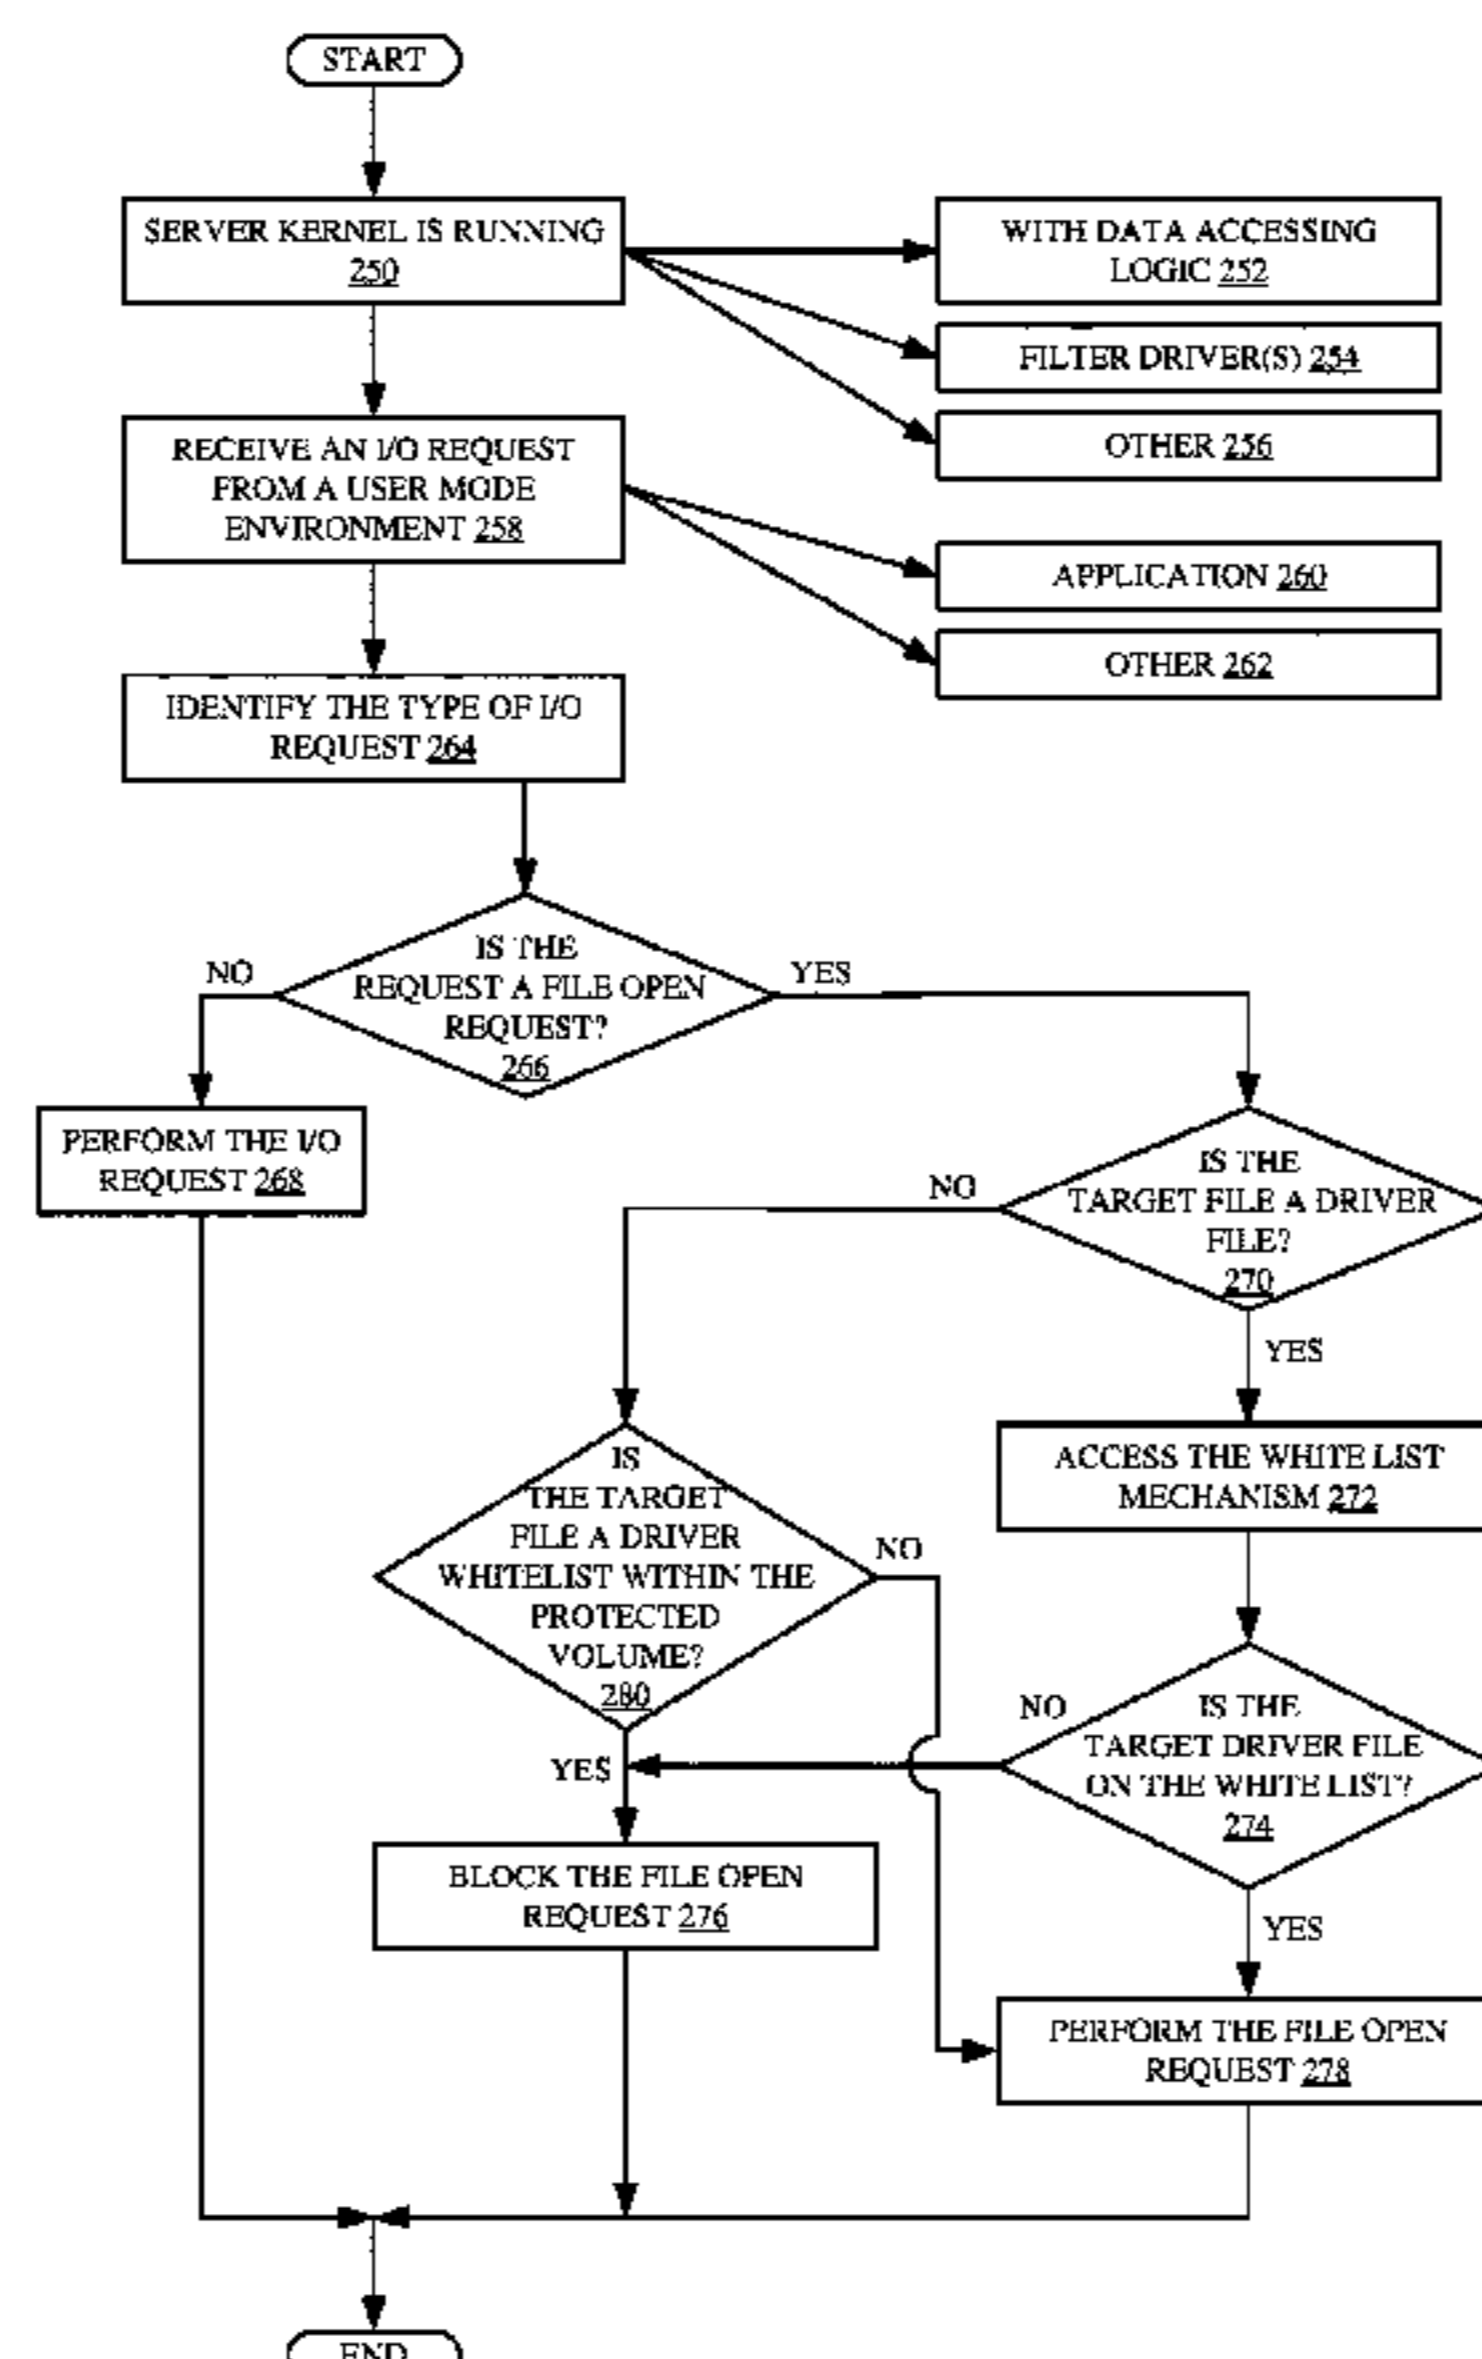 START
SERVER KERNEL IS RUNNING
250
WITH DATA ACCESSING
LOGIC 252
FILTER DRIVER(S) 254
OTHER 256
RECEIVE AN I/O REQUEST
FROM A USER MODE
ENVIRONMENT 258
APPLICATION 260
OTHER 262
IDENTIFY THE TYPE OF I/O
REQUEST 264
IS THE
REQUEST A FILE OPEN
REQUEST?
266
NO
YES
PERFORM THE I/O
REQUEST 268
IS THE
TARGET FILE A DRIVER
FILE?
270
NO
YES
ACCESS THE WHITE LIST
MECHANISM 272
IS
THE TARGET
FILE A DRIVER
WHITELIST WITHIN THE
PROTECTED
VOLUME?
280
NO
YES
IS THE
TARGET DRIVER FILE
ON THE WHITE LIST?
274
NO
YES
BLOCK THE FILE OPEN
REQUEST 276
PERFORM THE FILE OPEN
REQUEST 278
END